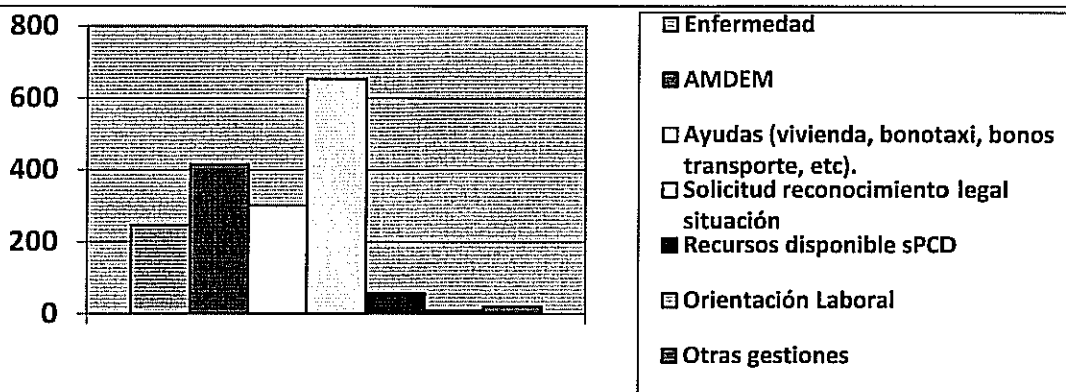 800
600
400
200
0
Enfermedad
AMDEM
Ayudas (vivienda, bonotaxi, bonos
transporte, etc).
Solicitud reconocimiento legal
situación
Recursos disponible sPCD
Orientación Laboral
Otras gestiones